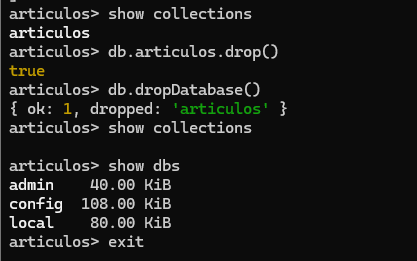 articulos> show collections
articulos
articulos> db.articulos.drop()
true
articulos> db.dropDatabase()
{ ok: 1, dropped: 'articulos' }
articulos> show collections

articulos> show dbs
admin    40.00 KiB
config  108.00 KiB
local    80.00 KiB
articulos> exit